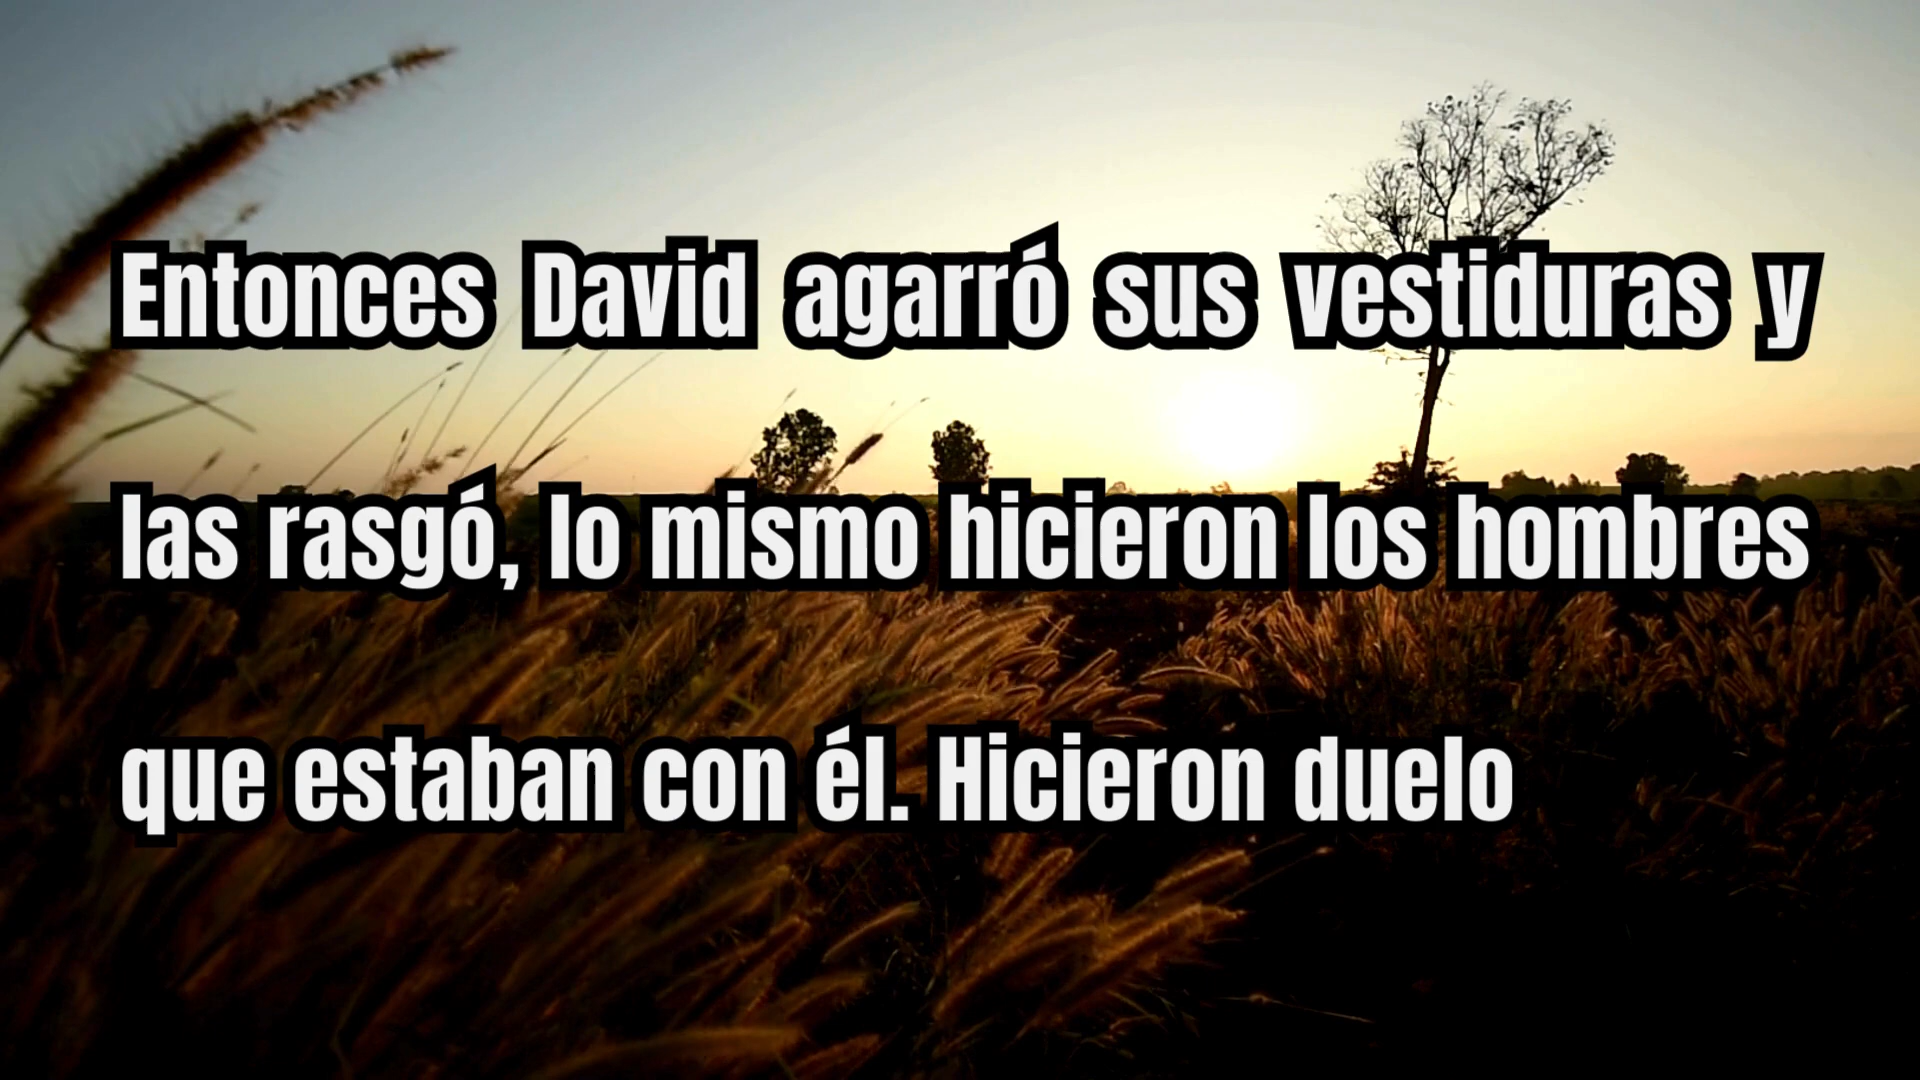 Entonces David agarró sus vestiduras y
las rasgó, lo mismo hicieron los hombres
que estaban con él. Hicieron duelo